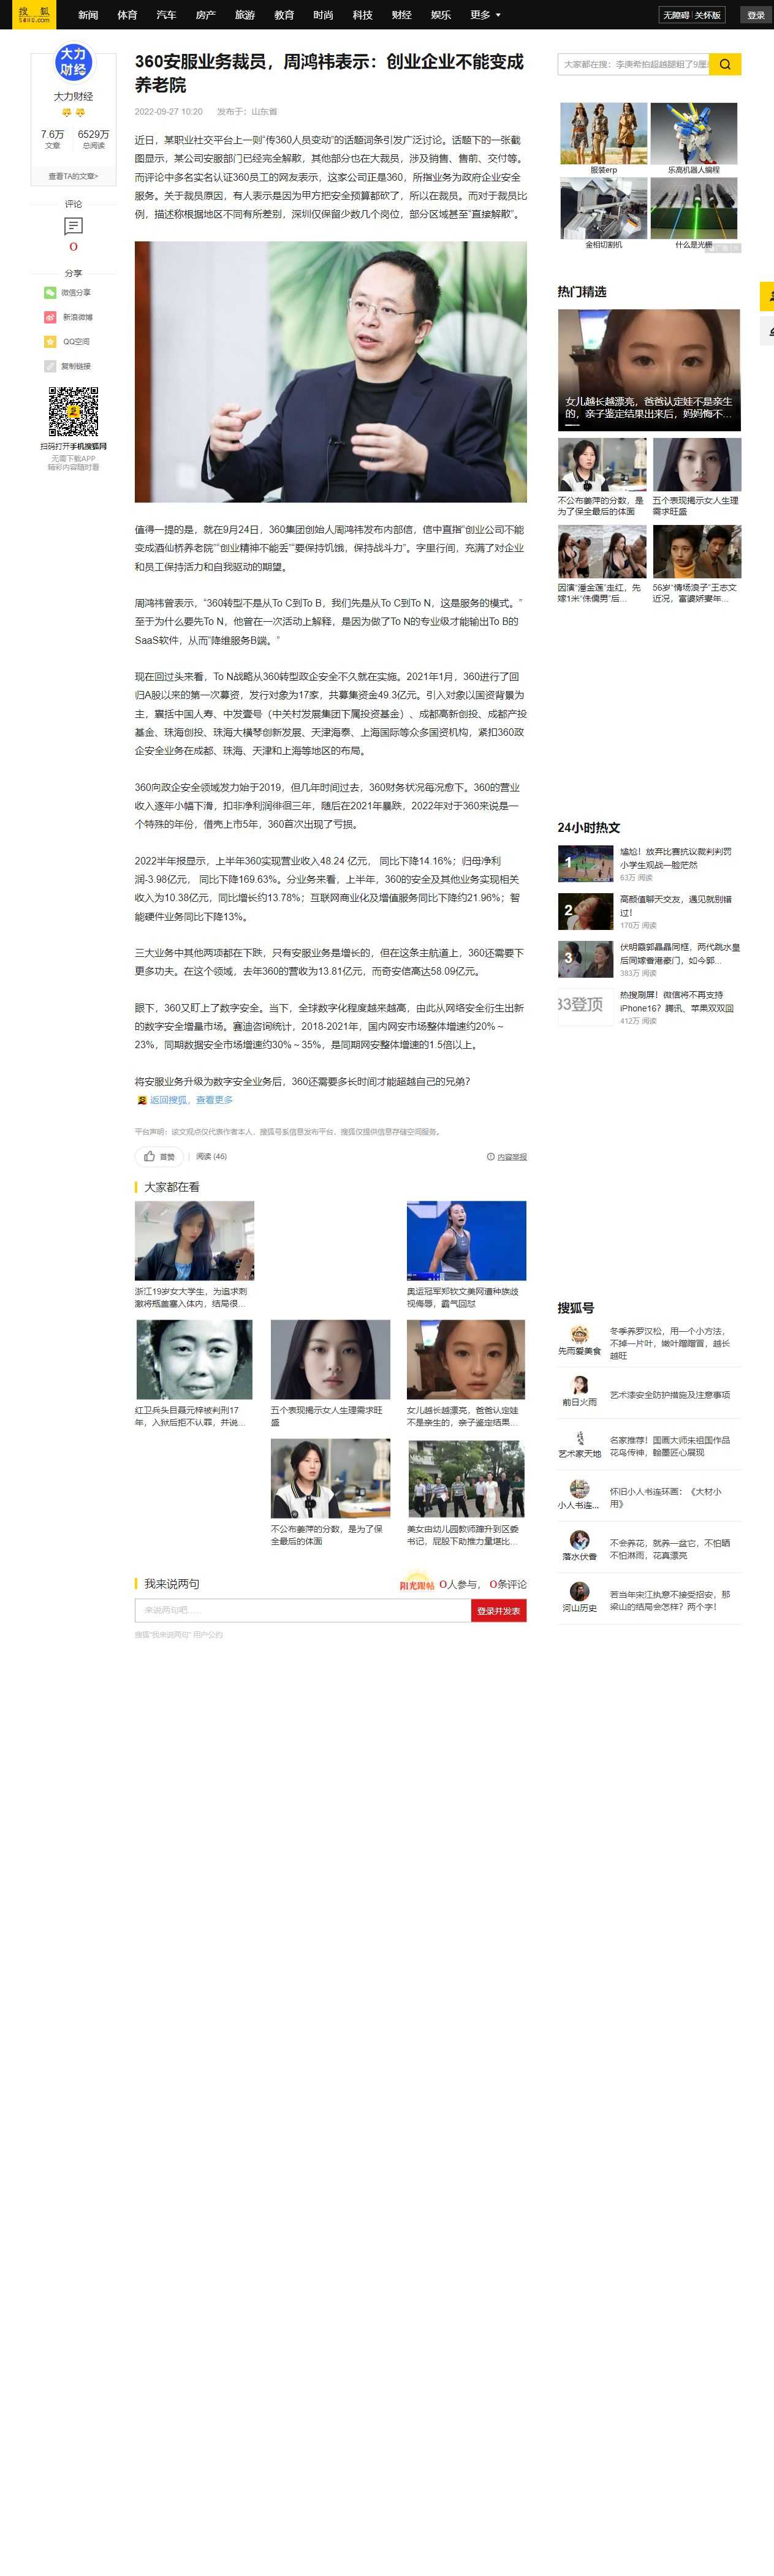 搜 狐
SOHU.com
新闻 体育 汽车 房产 旅游 教育 时尚 科技 财经 娱乐 更多
无障碍 关怀版
登录
大力
财经
大力财经
7.6万 6529万
文章 总阅读
查看TA的文章>
评论
0
分享
微信分享
新浪微博
QQ空间
复制链接
扫码打开手机搜狐网
无需下载APP
精彩内容随时看
360安服业务裁员，周鸿祎表示：创业企业不能变成
养老院
2022-09-27 10:20 发布于：山东省
近日，某职业社交平台上一则“传360人员变动”的话题词条引发广泛讨论。话题下的一张截
图显示，某公司安服部门已经完全解散，其他部分也在大裁员，涉及销售、售前、交付等。
而评论中多名实名认证360员工的网友表示，这家公司正是360，所指业务为政府企业安全
服务。关于裁员原因，有人表示是因为甲方把安全预算都砍了，所以在裁员。而对于裁员比
例，描述称根据地区不同有所差别，深圳仅保留少数几个岗位，部分区域甚至“直接解散”。
值得一提的是，就在9月24日，360集团创始人周鸿祎发布内部信，信中直指“创业公司不能
变成酒仙桥养老院”“创业精神不能丢”“要保持饥饿，保持战斗力”。字里行间，充满了对企业
和员工保持活力和自我驱动的期望。
周鸿祎曾表示，“360转型不是从To C到To B，我们先是从To C到To N，这是服务的模式。”
至于为什么要先To N，他曾在一次活动上解释，是因为做了To N的专业级才能输出To B的
SaaS软件，从而“降维服务B端。”
现在回过头来看，To N战略从360转型政企安全不久就在实施。2021年1月，360进行了回
归A股以来的第一次募资，发行对象为17家，共募集资金49.3亿元。引入对象以国资背景为
主，囊括中国人寿、中发壹号（中关村发展集团下属投资基金）、成都高新创投、成都产投
基金、珠海创投、珠海大横琴创新发展、天津海泰、上海国际等众多国资机构，紧扣360政
企安全业务在成都、珠海、天津和上海等地区的布局。
360向政企安全领域发力始于2019，但几年时间过去，360财务状况每况愈下。360的营业
收入逐年小幅下滑，扣非净利润徘徊三年，随后在2021年暴跌，2022年对于360来说是一
个特殊的年份，借壳上市5年，360首次出现了亏损。
2022半年报显示，上半年360实现营业收入48.24 亿元， 同比下降14.16%；归母净利
润-3.98亿元， 同比下降169.63%。分业务来看，上半年，360的安全及其他业务实现相关
收入为10.38亿元，同比增长约13.78%；互联网商业化及增值服务同比下降约21.96%；智
能硬件业务同比下降13%。
三大业务中其他两项都在下跌，只有安服业务是增长的，但在这条主航道上，360还需要下
更多功夫。在这个领域，去年360的营收为13.81亿元，而奇安信高达58.09亿元。
眼下，360又盯上了数字安全。当下，全球数字化程度越来越高，由此从网络安全衍生出新
的数字安全增量市场。赛迪咨询统计，2018-2021年，国内网安市场整体增速约20%～
23%，同期数据安全市场增速约30%～35%，是同期网安整体增速的1.5倍以上。
将安服业务升级为数字安全业务后，360还需要多长时间才能超越自己的兄弟？
返回搜狐，查看更多
平台声明：该文观点仅代表作者本人，搜狐号系信息发布平台，搜狐仅提供信息存储空间服务。
首赞 阅读 (46)
内容举报
大家都在看
浙江19岁女大学生，为追求刺
激将瓶盖塞入体内，结局很...
奥运冠军郑钦文美网遭种族歧
视侮辱，霸气回怼
红卫兵头目聂元梓被判刑17
年，入狱后拒不认罪，并说...
五个表现揭示女人生理需求旺
盛
女儿越长越漂亮，爸爸认定娃
不是亲生的，亲子鉴定结果...
不公布姜萍的分数，是为了保
全最后的体面
美女由幼儿园教师蹿升到区委
书记，屁股下助推力量堪比...
我来说两句
阳光跟帖 0人参与， 0条评论
来说两句吧......
登录并发表
搜狐“我来说两句” 用户公约
大家都在搜：李庚希拍超越腿粗了9厘
服装erp
乐高机器人编程
金相切割机
什么是光栅
热门精选
女儿越长越漂亮，爸爸认定娃不是亲生
的，亲子鉴定结果出来后，妈妈悔不...
不公布姜萍的分数，是
为了保全最后的体面
五个表现揭示女人生理
需求旺盛
因演“潘金莲”走红，先
嫁1米“侏儒男”后...
56岁“情场浪子”王志文
近况，富婆娇妻年...
24小时热文
1
尴尬！放弃比赛抗议裁判判罚
小学生观战一脸茫然
63万 阅读
2
高颜值聊天交友，遇见就别错
过！
170万 阅读
3
伏明霞郭晶晶同框，两代跳水皇
后同嫁香港豪门，如今郭...
383万 阅读
33登顶
热搜刷屏！微信将不再支持
iPhone16？腾讯、苹果双双回
412万 阅读
搜狐号
先雨爱美食
冬季养罗汉松，用一个小方法，
不掉一片叶，嫩叶蹭蹭冒，越长
越旺
前日火雨
艺术漆安全防护措施及注意事项
艺术家天地
名家推荐！国画大师朱祖国作品
花鸟传神，翰墨匠心展现
小人书连...
怀旧小人书连环画：《大材小
用》
落水伏香
不会养花，就养一盆它，不怕晒
不怕淋雨，花真漂亮
河山历史
若当年宋江执意不接受招安，那
梁山的结局会怎样？两个字！